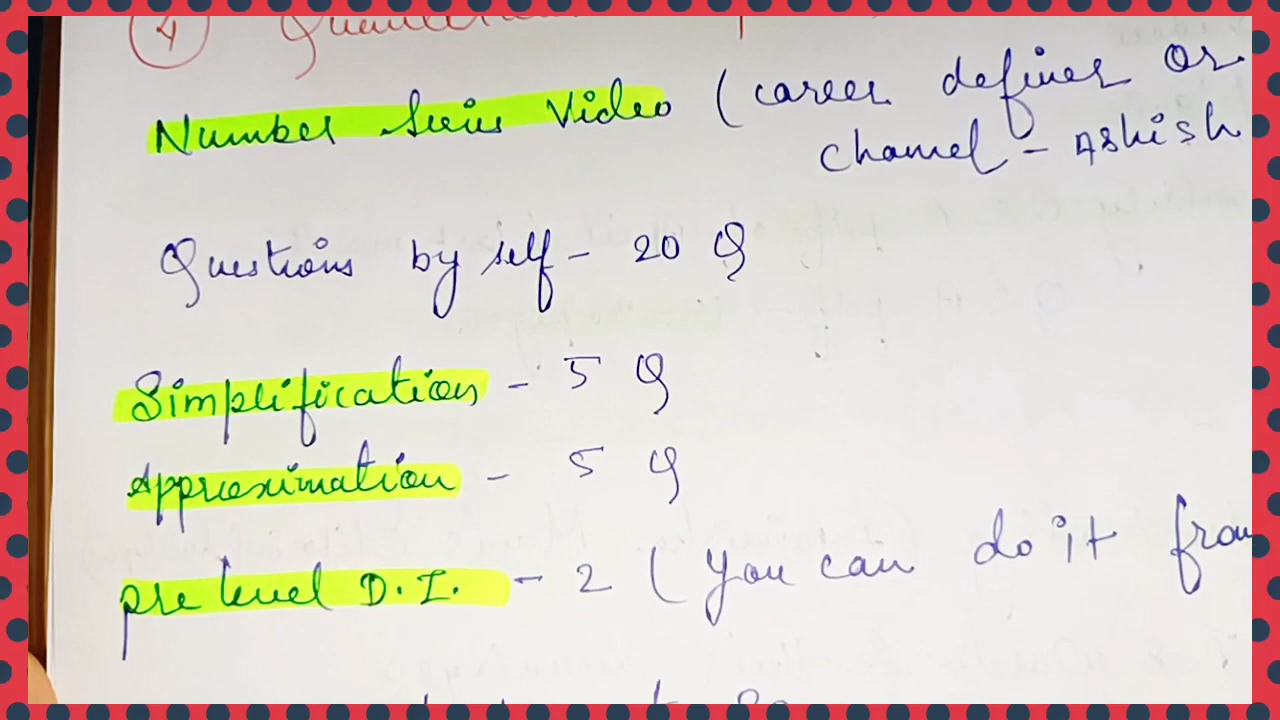 4
Number Series Video (career definer or
channel - Ashish
Questions by self - 20 Q
Simplification - 5 Q
Approximation - 5 Q
pre level D.I. - 2 (You can do it from